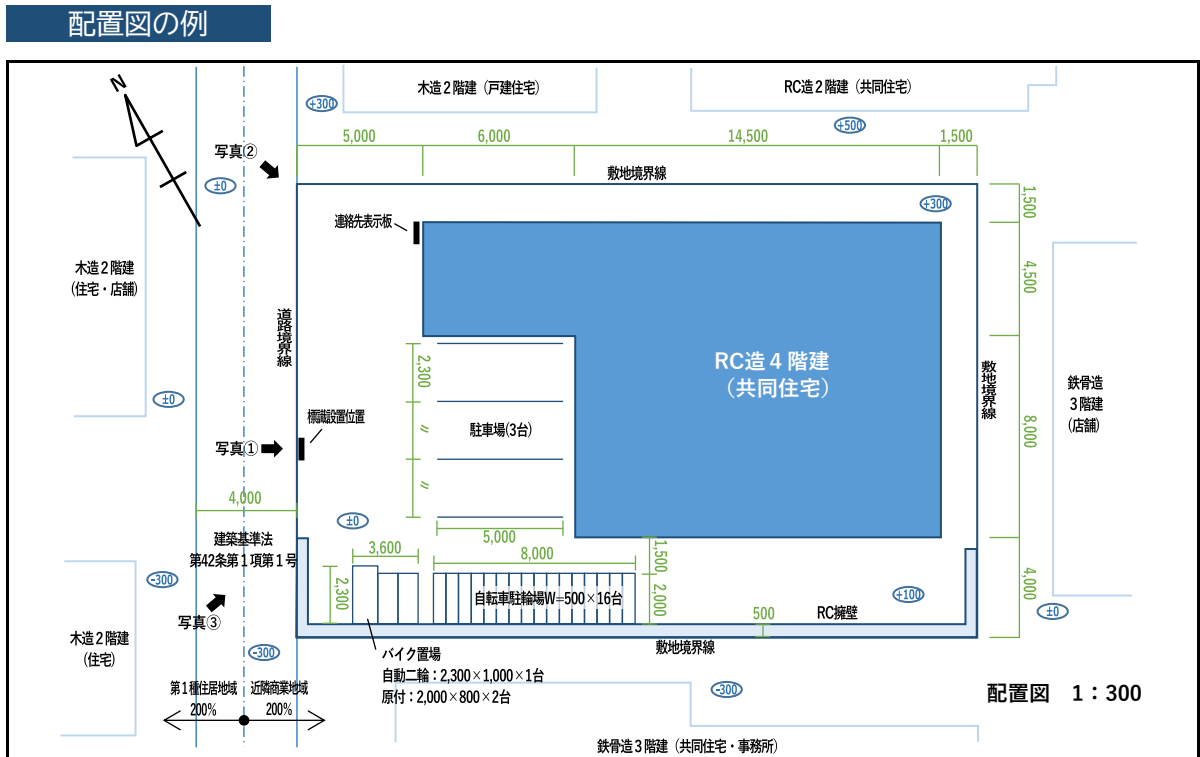 配置図の例
N
木造２階建（戸建住宅）
RC造２階建（共同住宅）
+300
+500
5,000
6,000
14,500
1,500
写真②
敷地境界線
±0
+300
1,500
連絡先表示板
木造２階建
(住宅・店舗)
4,500
道路境界線
RC造４階建
（共同住宅）
2,300
敷地境界線
鉄骨造
３階建
(店舗)
±0
標識設置位置
駐車場(3台)
8,000
写真①
〃
〃
4,000
±0
5,000
建築基準法
第42条第１項第１号
3,600
8,000
1,500
-300
2,300
2,000
4,000
自転車駐輪場W=500×16台
+100
写真③
500
RC擁壁
±0
木造２階建
(住宅)
-300
敷地境界線
バイク置場
自動二輪：2,300×1,000×1台
原付：2,000×800×2台
第１種住居地域
200%
近隣商業地域
200%
-300
配置図　１：300
鉄骨造３階建（共同住宅・事務所）